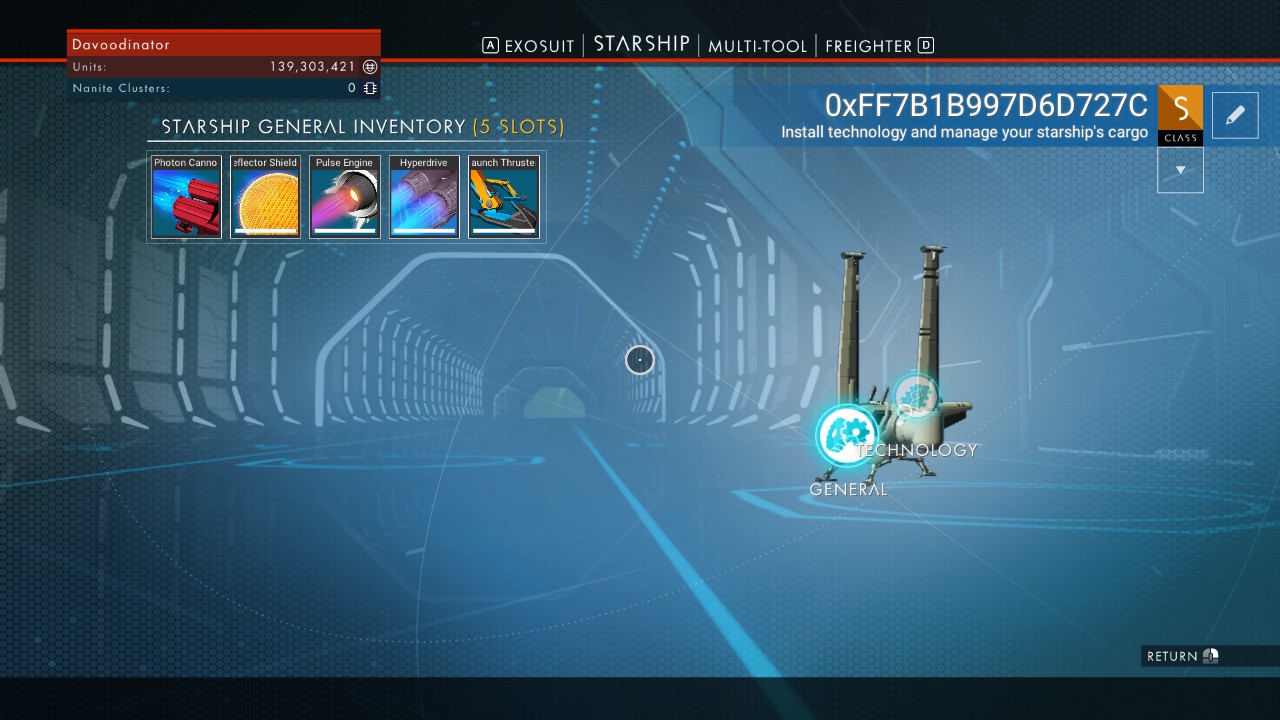 Davoodinator
Units: 139,303,421
Nanite Clusters: 0
A EXOSUIT STARSHIP MULTI-TOOL FREIGHTER D
0xFF7B1B997D6D727C
Install technology and manage your starship's cargo
S
CLASS
STARSHIP GENERAL INVENTORY (5 SLOTS)
Photon Canno eflector Shield Pulse Engine Hyperdrive aunch Thruste
TECHNOLOGY
GENERAL
RETURN